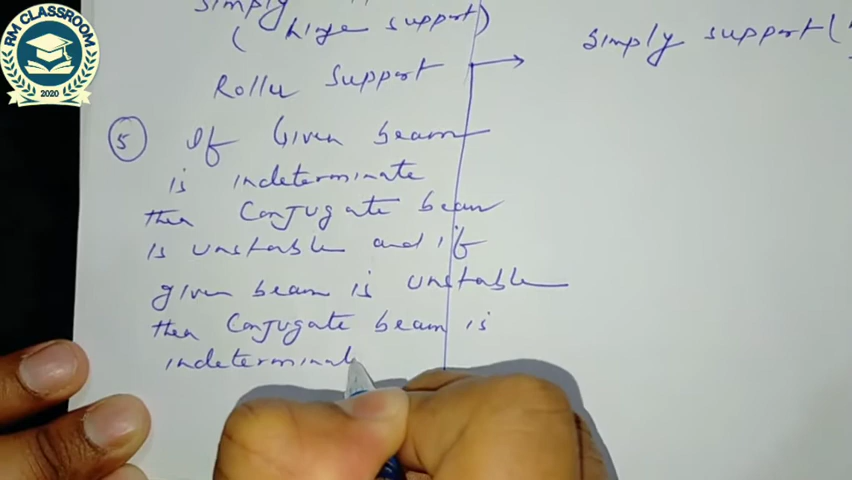 RM CLASSROOM
2020
Simply
( hinge support)
Simply support (
Roller Support
5 If Given beam
is indeterminate
then Conjugate beam
is unstable and if
given beam is unstable
then Conjugate beam is
indeterminat